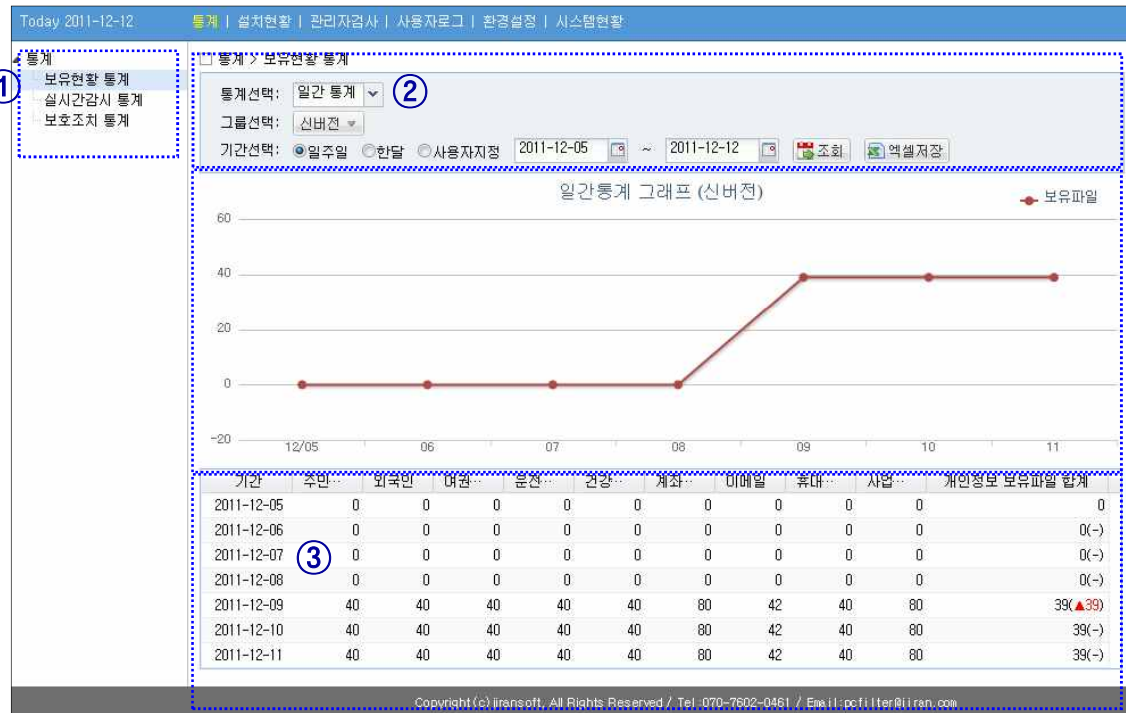 Today 2011-12-12 통계 | 설치현황 | 관리자검사 | 사용자로그 | 환경설정 | 시스템현황
①
통계
보유현황 통계
실시간감시 통계
보호조치 통계
통계 > 보유현황 통계
②
통계선택: 일간 통계
그룹선택: 신버전
기간선택: 일주일 한달 사용자지정 2011-12-05 ~ 2011-12-12 조회 엑셀저장
일간통계 그래프 (신버전)
보유파일
60
40
20
0
-20
12/05 06 07 08 09 10 11
③
기간 주민… 외국인 여권… 운전… 건강… 계좌… 이메일 휴대… 사업… 개인정보 보유파일 합계
2011-12-05 0 0 0 0 0 0 0 0 0 0
2011-12-06 0 0 0 0 0 0 0 0 0 0(-)
2011-12-07 0 0 0 0 0 0 0 0 0 0(-)
2011-12-08 0 0 0 0 0 0 0 0 0 0(-)
2011-12-09 40 40 40 40 40 80 42 40 80 39(▲39)
2011-12-10 40 40 40 40 40 80 42 40 80 39(-)
2011-12-11 40 40 40 40 40 80 42 40 80 39(-)
Copyright(c) jiransoft, All Rights Reserved / Tel:070-7602-0461 / Email:pcfilter@jiran.com